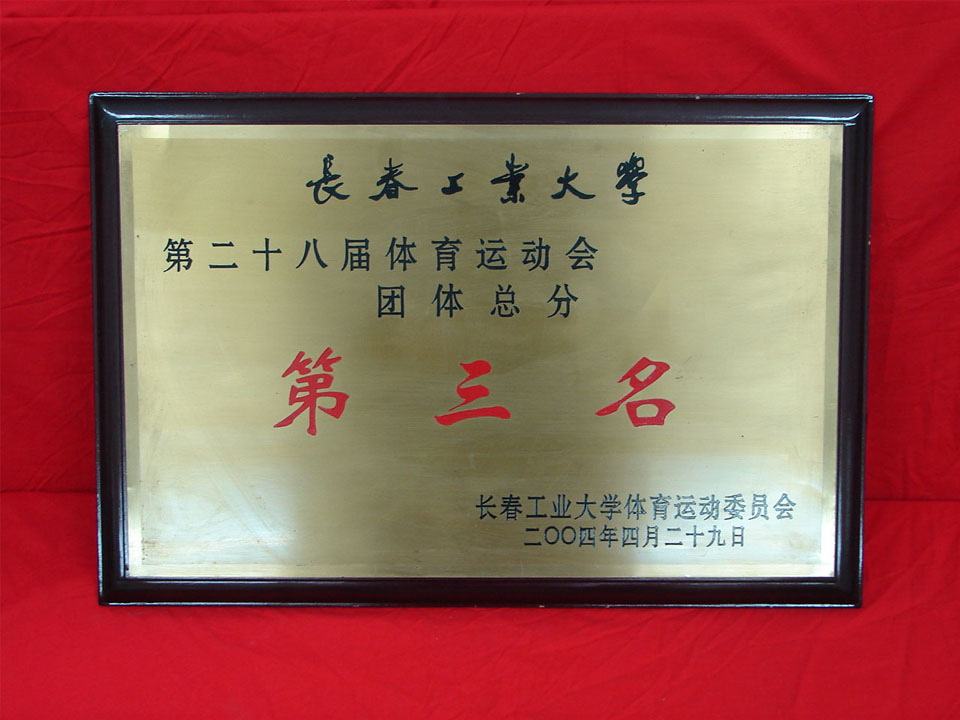 長春工業大學
第二十八届体育运动会
团体总分
第三名
长春工业大学体育运动委员会
二〇〇四年四月二十九日